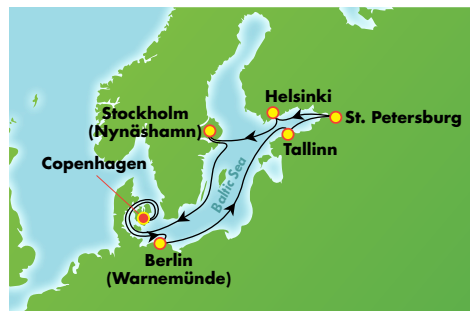 Helsinki
Stockholm
(Nynäshamn)
St. Petersburg
Tallinn
Copenhagen
Baltic Sea
Berlin
(Warnemünde)